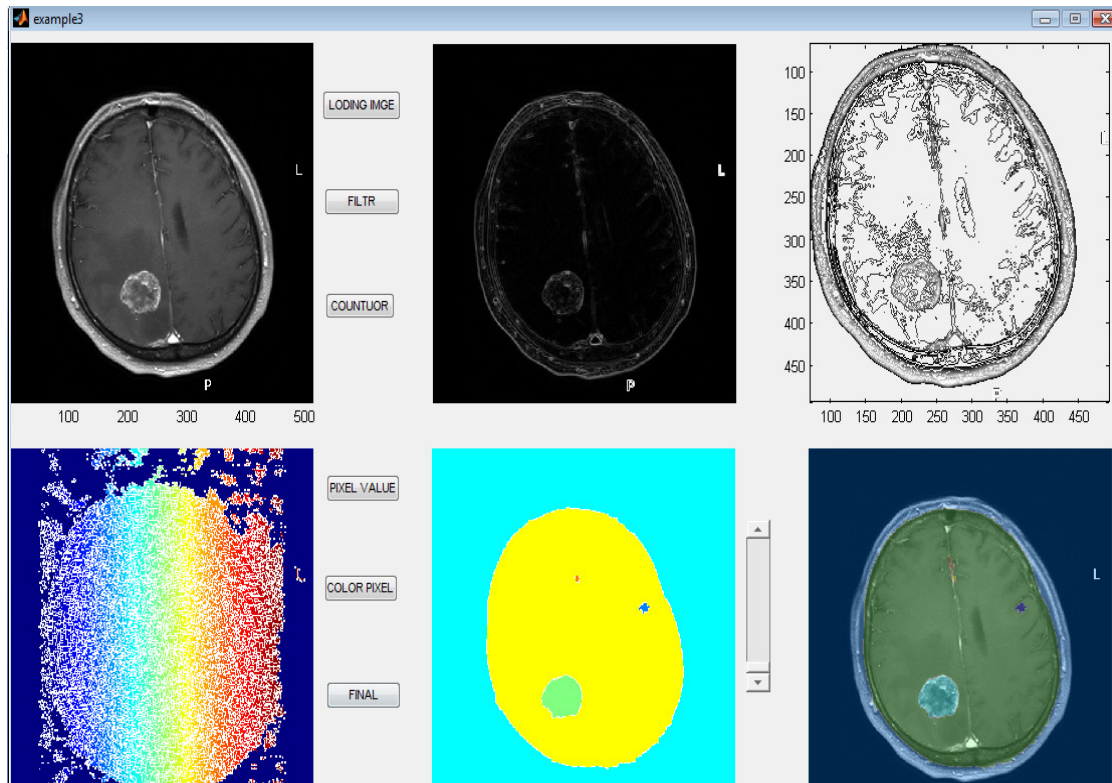 example3
L
P
LODING IMGE
FILTR
COUNTUOR
L
P
100
150
200
250
300
350
400
450
100 150 200 250 300 350 400 450
100 200 300 400 500
PIXEL VALUE
COLOR PIXEL
FINAL
L